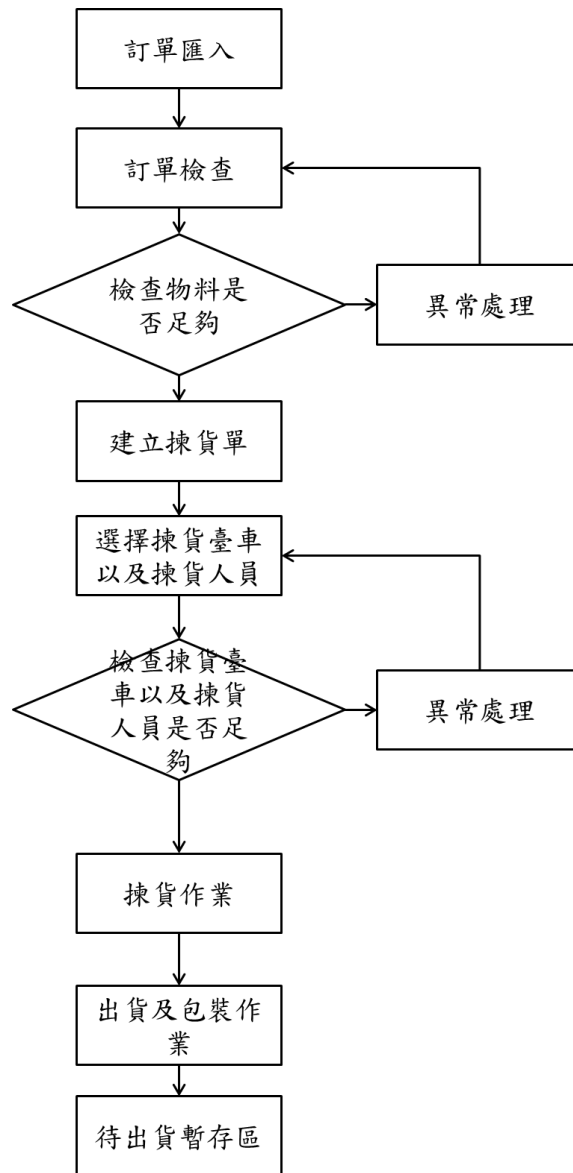 訂單匯入
訂單檢查
檢查物料是
否足夠
異常處理
建立揀貨單
選擇揀貨臺車
以及揀貨人員
檢查揀貨臺
車以及揀貨
人員是否足
夠
異常處理
揀貨作業
出貨及包裝作
業
待出貨暫存區